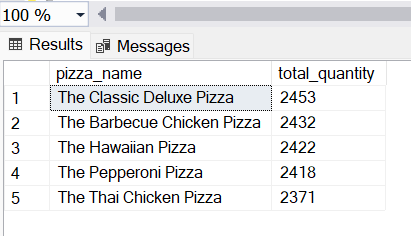 100 %
Results Messages
pizza_name total_quantity
1 The Classic Deluxe Pizza 2453
2 The Barbecue Chicken Pizza 2432
3 The Hawaiian Pizza 2422
4 The Pepperoni Pizza 2418
5 The Thai Chicken Pizza 2371